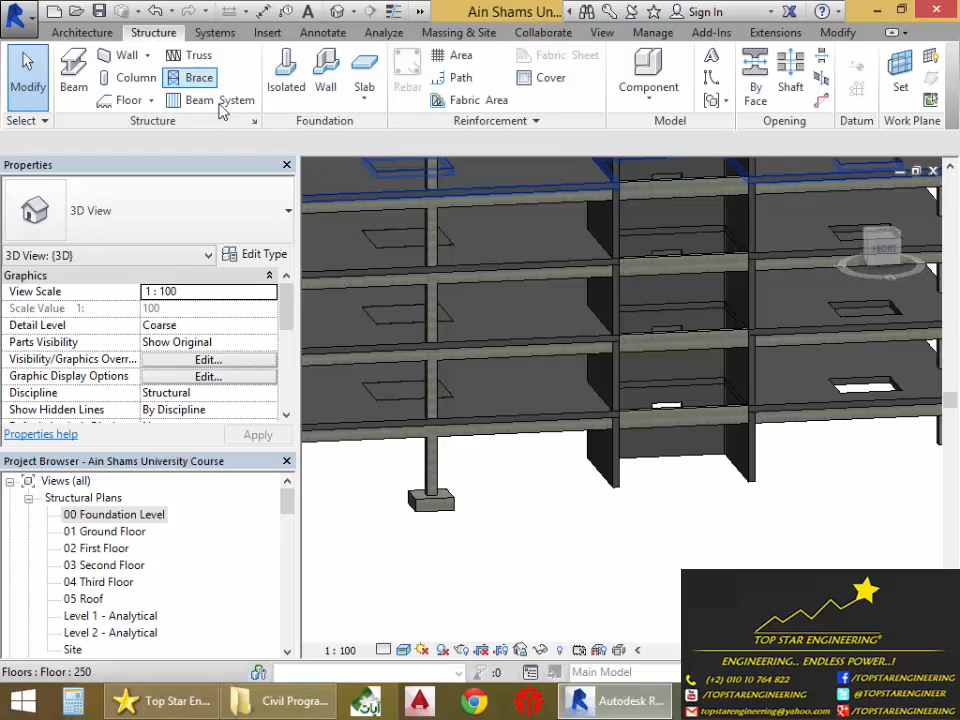 Ain Shams Un... Sign In
Architecture Structure Systems Insert Annotate Analyze Massing & Site Collaborate View Manage Add-Ins Extensions Modify
Modify
Beam
Wall
Column
Floor
Truss
Brace
Beam System
Isolated
Wall
Slab
Rebar
Area
Path
Fabric Area
Fabric Sheet
Cover
Component
By
Face
Shaft
Set
Select Structure Foundation Reinforcement Model Opening Datum Work Plane
Properties
3D View
3D View: {3D} Edit Type
Graphics
View Scale 1 : 100
Scale Value 1: 100
Detail Level Coarse
Parts Visibility Show Original
Visibility/Graphics Overr... Edit...
Graphic Display Options Edit...
Discipline Structural
Show Hidden Lines By Discipline
Properties help Apply
Project Browser - Ain Shams University Course
Views (all)
Structural Plans
00 Foundation Level
01 Ground Floor
02 First Floor
03 Second Floor
04 Third Floor
05 Roof
Level 1 - Analytical
Level 2 - Analytical
Site
FRONT
1 : 100
Floors : Floor : 250 :0 Main Model
Top Star En... Civil Progra... Autodesk R...
TOP STAR ENGINEERING®
ENGINEERING.. ENDLESS POWER..!
(+2) 010 10 764 822
/TOPSTARENGINEERING
/TOPSTARENGINEERING
@TOPSTARENGINEER
topstarengineering@yahoo.com
/TOPSTARENGINEERING